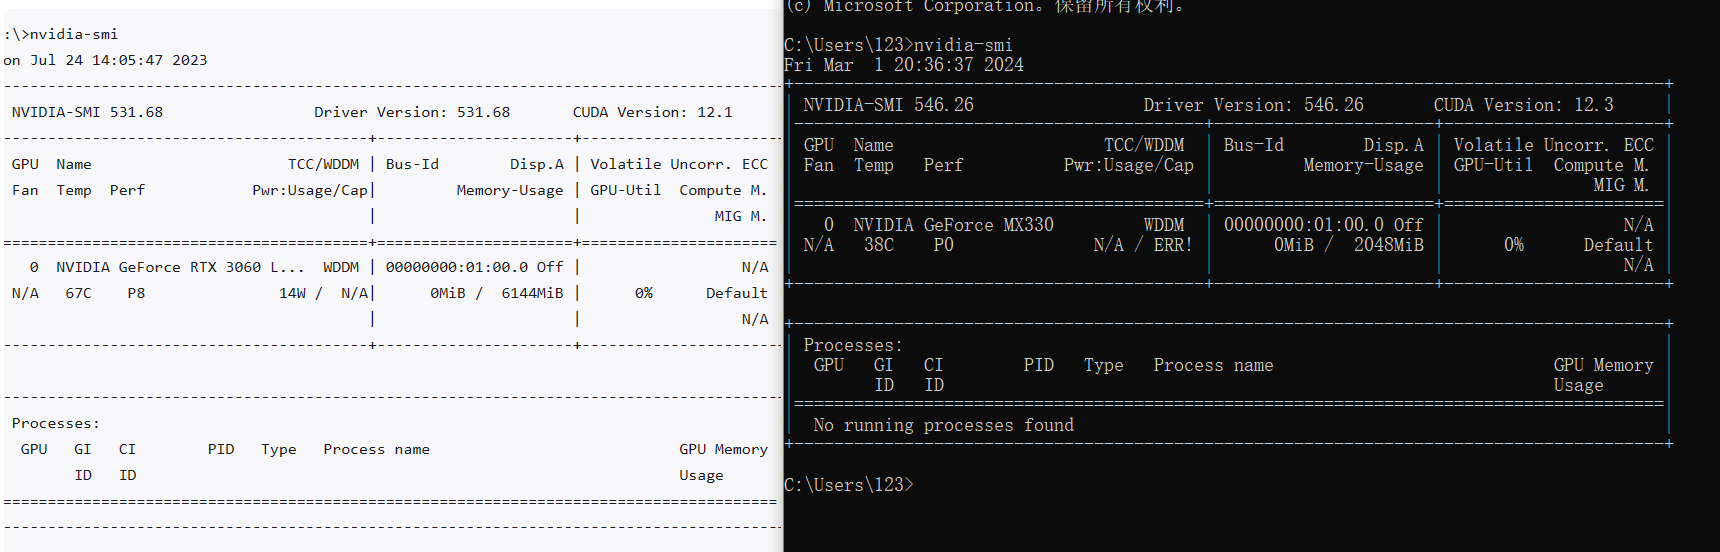 :\>nvidia-smi
on Jul 24 14:05:47 2023
NVIDIA-SMI 531.68 Driver Version: 531.68 CUDA Version: 12.1
GPU Name TCC/WDDM | Bus-Id Disp.A | Volatile Uncorr. ECC
Fan Temp Perf Pwr:Usage/Cap| Memory-Usage | GPU-Util Compute M.
| | MIG M.
0 NVIDIA GeForce RTX 3060 L... WDDM | 00000000:01:00.0 Off | N/A
N/A 67C P8 14W / N/A| 0MiB / 6144MiB | 0% Default
| | N/A
Processes:
GPU GI CI PID Type Process name GPU Memory
ID ID Usage
(c) Microsoft Corporation。保留所有权利。
C:\Users\123>nvidia-smi
Fri Mar 1 20:36:37 2024
NVIDIA-SMI 546.26 Driver Version: 546.26 CUDA Version: 12.3
GPU Name TCC/WDDM | Bus-Id Disp.A | Volatile Uncorr. ECC
Fan Temp Perf Pwr:Usage/Cap | Memory-Usage | GPU-Util Compute M.
| | MIG M.
0 NVIDIA GeForce MX330 WDDM | 00000000:01:00.0 Off | N/A
N/A 38C P0 N/A / ERR! | 0MiB / 2048MiB | 0% Default
| | N/A
Processes:
GPU GI CI PID Type Process name GPU Memory
ID ID Usage
No running processes found
C:\Users\123>